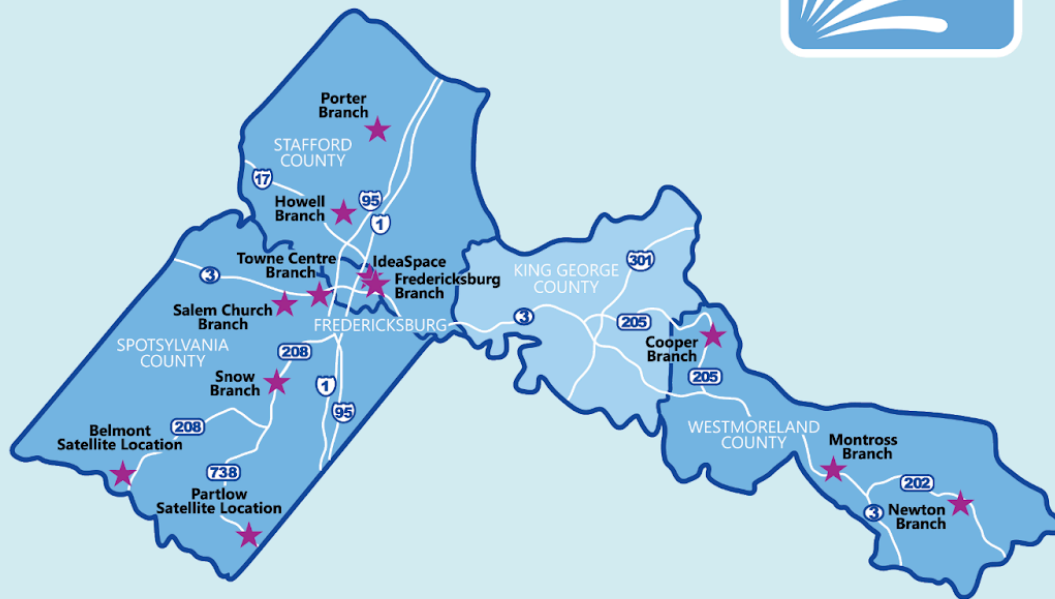 Porter
Branch
STAFFORD
COUNTY
17
95
Howell
Branch
1
Towne Centre
Branch
IdeaSpace
Fredericksburg
Branch
3
KING GEORGE
COUNTY
301
Salem Church
Branch
FREDERICKSBURG
3
205
Cooper
Branch
SPOTSYLVANIA
COUNTY
208
Snow
Branch
1
205
95
208
Belmont
Satellite Location
WESTMORELAND
COUNTY
Montross
Branch
738
Partlow
Satellite Location
202
3
Newton
Branch